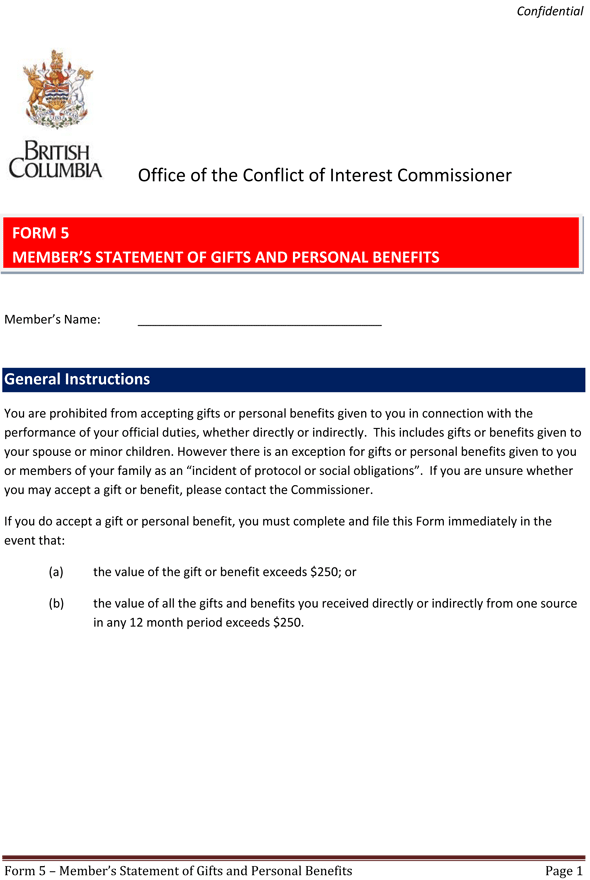 Confidential
BRITISH
COLUMBIA
Office of the Conflict of Interest Commissioner
FORM 5
MEMBER’S STATEMENT OF GIFTS AND PERSONAL BENEFITS
Member’s Name:
General Instructions
You are prohibited from accepting gifts or personal benefits given to you in connection with the
performance of your official duties, whether directly or indirectly.  This includes gifts or benefits given to
your spouse or minor children. However there is an exception for gifts or personal benefits given to you
or members of your family as an “incident of protocol or social obligations”.  If you are unsure whether
you may accept a gift or benefit, please contact the Commissioner.
If you do accept a gift or personal benefit, you must complete and file this Form immediately in the
event that:
(a) the value of the gift or benefit exceeds $250; or
(b) the value of all the gifts and benefits you received directly or indirectly from one source
in any 12 month period exceeds $250.
Form 5 – Member’s Statement of Gifts and Personal Benefits Page 1